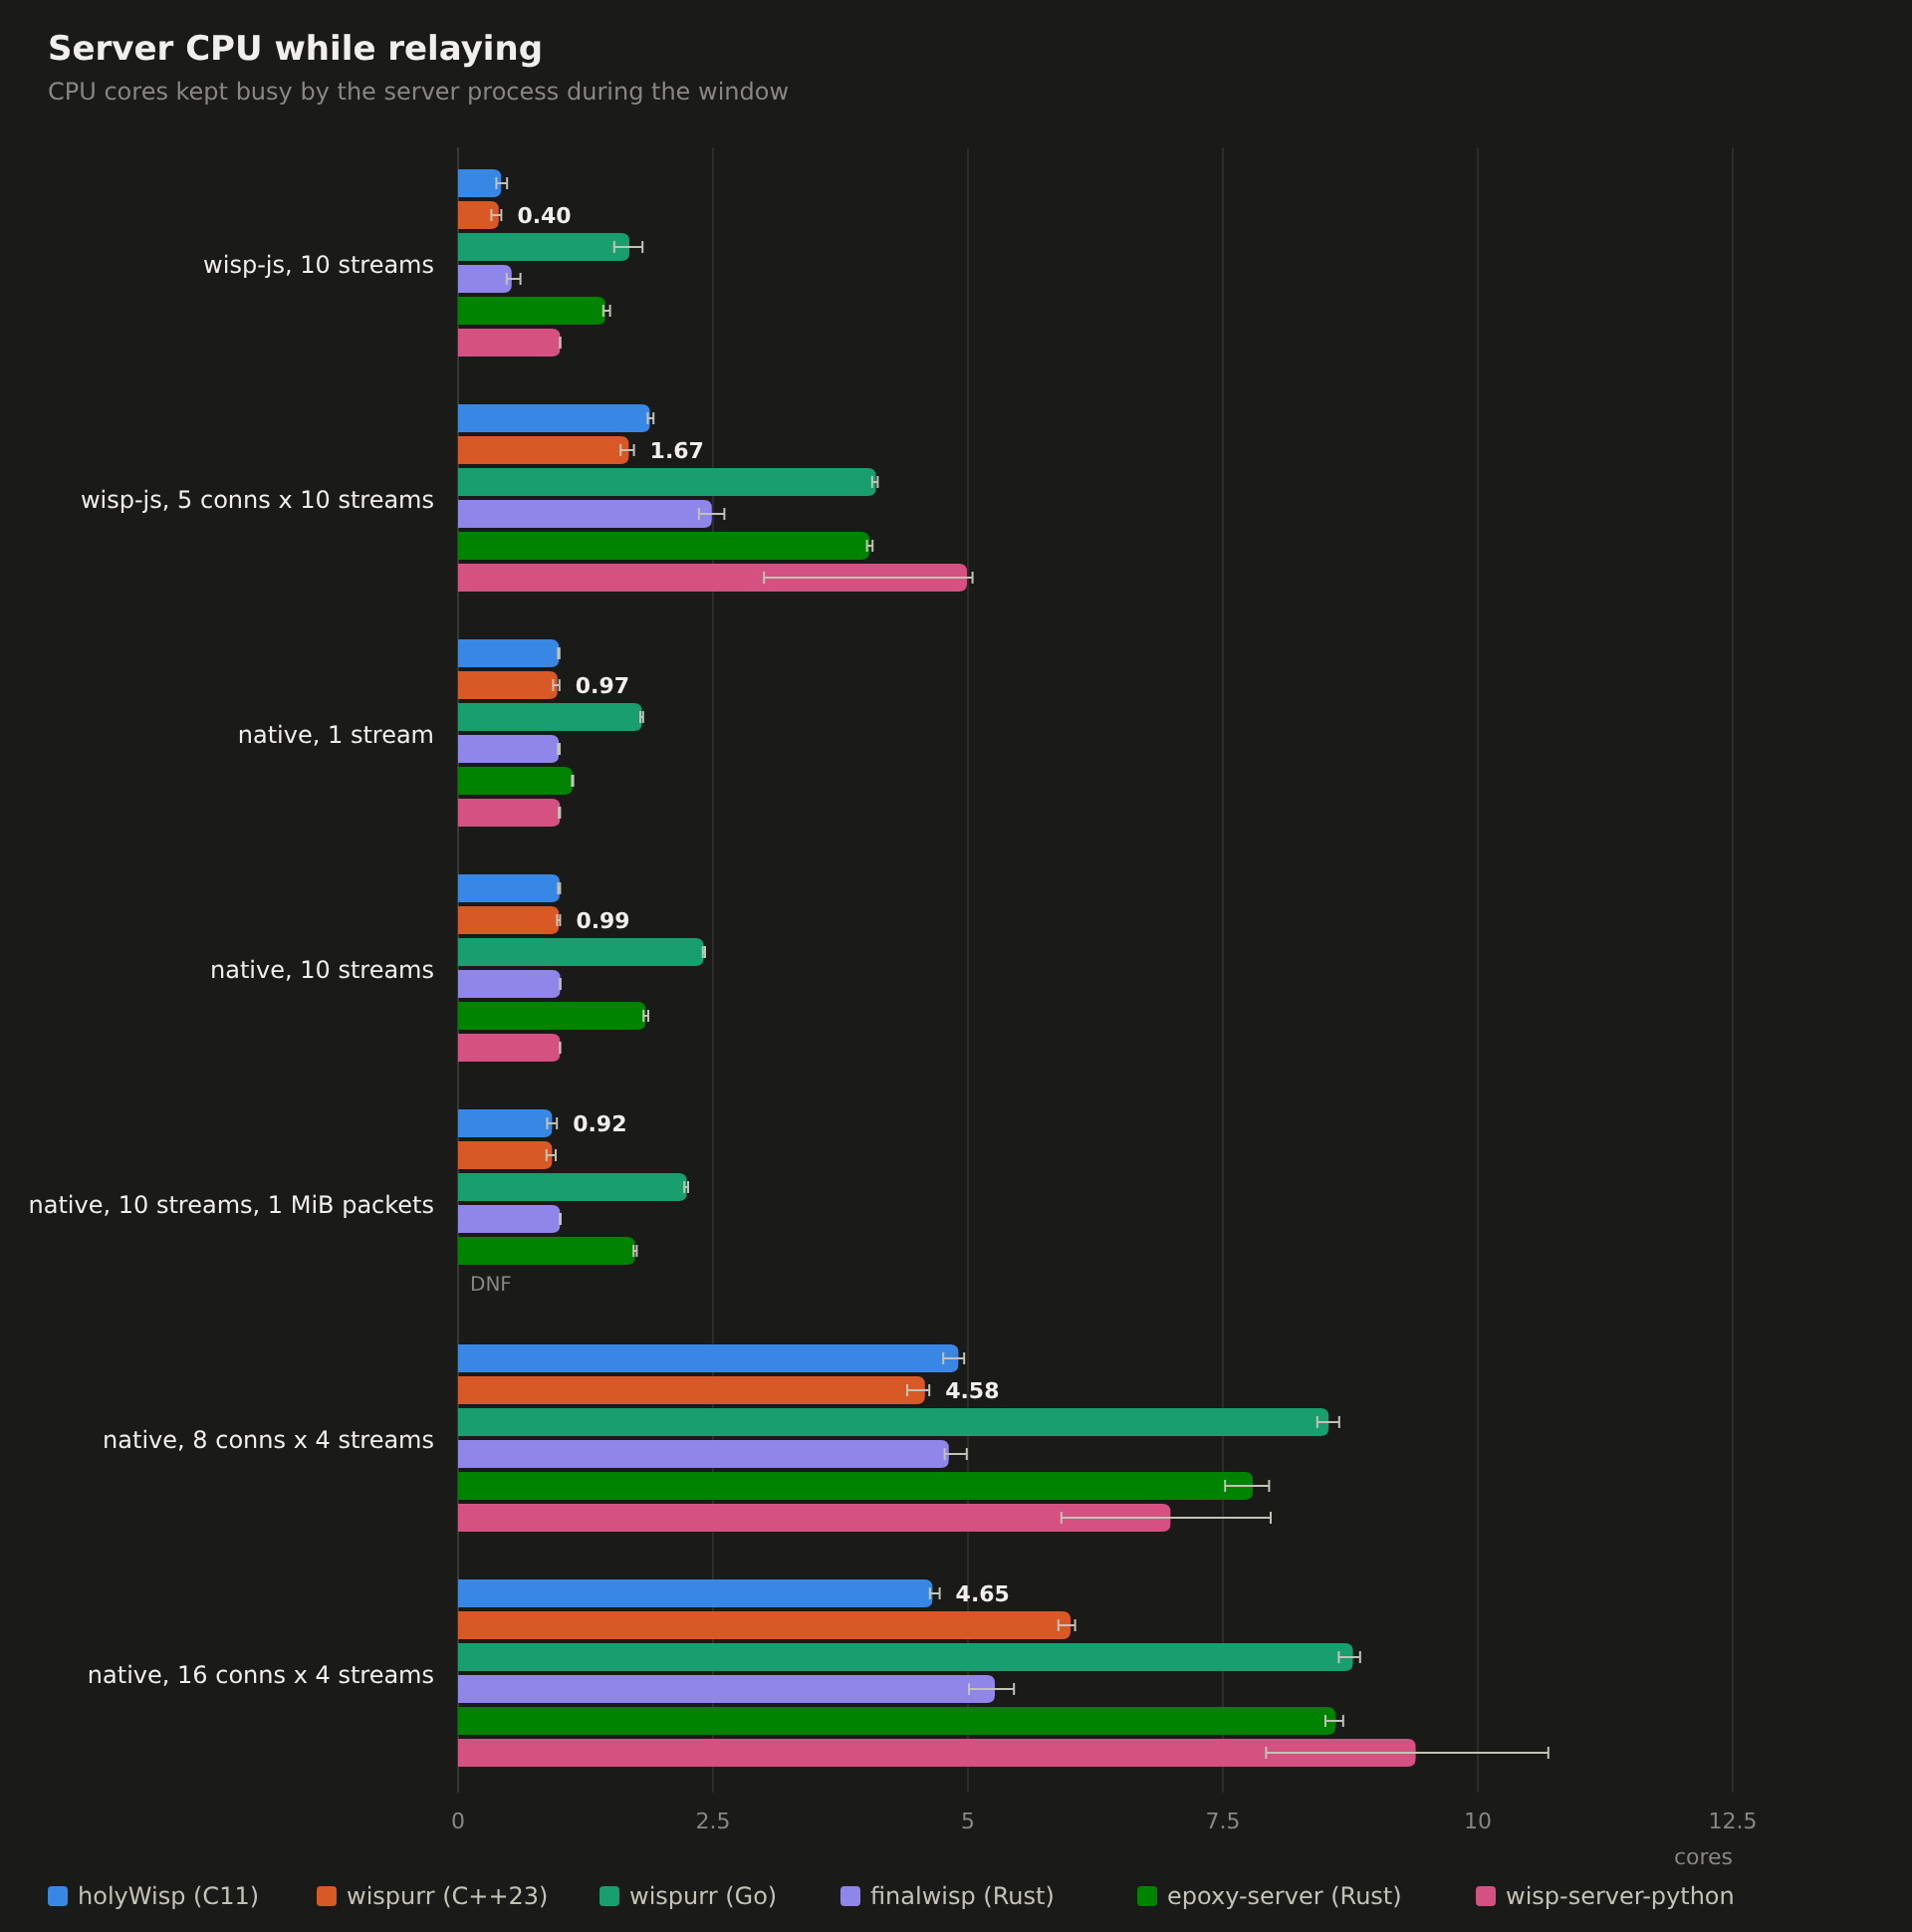 Server CPU while relaying
CPU cores kept busy by the server process during the window
wisp-js, 10 streams
0.40
wisp-js, 5 conns x 10 streams
1.67
native, 1 stream
0.97
native, 10 streams
0.99
native, 10 streams, 1 MiB packets
0.92
DNF
native, 8 conns x 4 streams
4.58
native, 16 conns x 4 streams
4.65
0 2.5 5 7.5 10 12.5
cores
holyWisp (C11) wispurr (C++23) wispurr (Go) finalwisp (Rust) epoxy-server (Rust) wisp-server-python